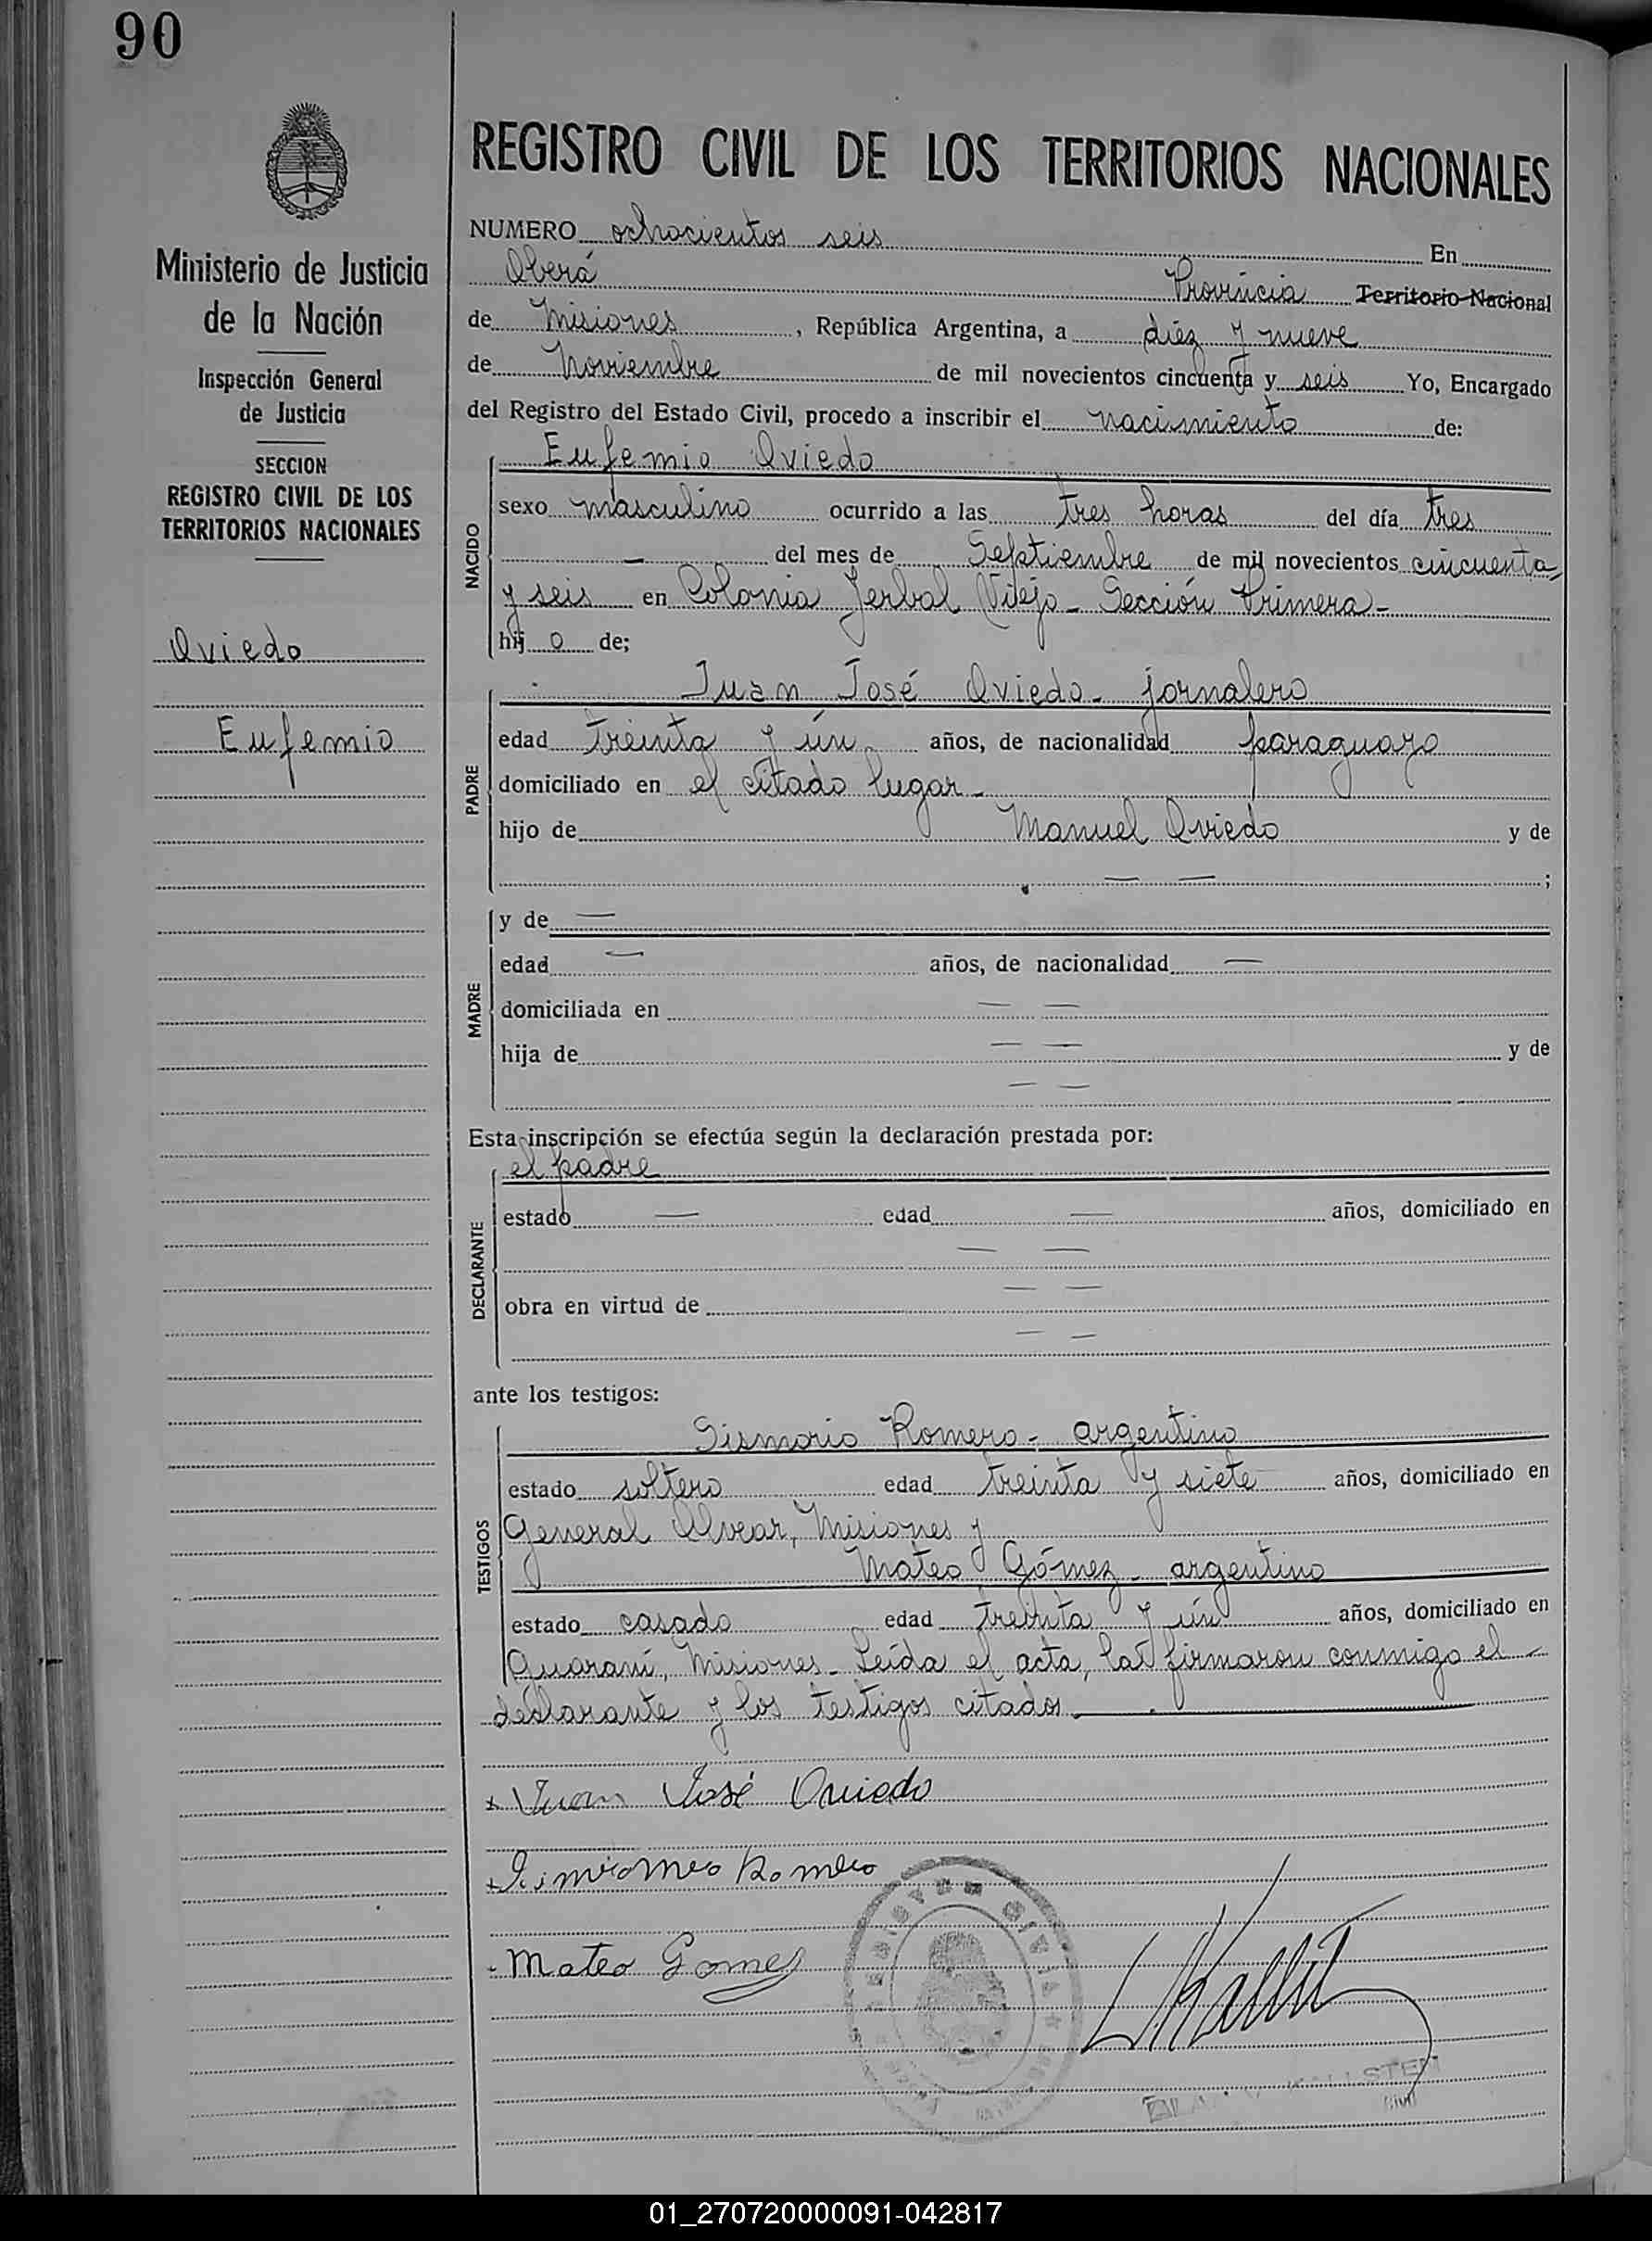 90
REGISTRO CIVIL DE LOS TERRITORIOS NACIONALES
Ministerio de Justicia
de la Nación
Inspección General
de Justicia
SECCION
REGISTRO CIVIL DE LOS
TERRITORIOS NACIONALES
Oviedo
Eufemio
NUMERO ochocientos seis En
Oberá Provincia Territorio Nacional
de Misiones, República Argentina, a diez y nueve
de Noviembre de mil novecientos cincuenta y seis Yo, Encargado
del Registro del Estado Civil, procedo a inscribir el nacimiento de:
Eufemio Oviedo
NACIDO
sexo masculino ocurrido a las tres horas del día tres
— del mes de Septiembre de mil novecientos cincuenta
y seis en Colonia Yerbal Viejo - Sección Primera -
hij o de;
PADRE
Juan José Oviedo - jornalero
edad treinta y ún años, de nacionalidad paraguayo
domiciliado en el citado lugar -
hijo de Manuel Oviedo y de
— — ;
MADRE
y de —
edad — años, de nacionalidad —
domiciliada en — —
hija de — — y de
— —
Esta inscripción se efectúa según la declaración prestada por:
DECLARANTE
el padre
estado — edad — años, domiciliado en
— —
obra en virtud de — —
— —
ante los testigos:
TESTIGOS
Sismorio Romero - argentino
estado soltero edad treinta y siete años, domiciliado en
General Alvear, Misiones y
Mateo Gómez - argentino
estado casado edad treinta y ún años, domiciliado en
Guaraní, Misiones - Leída el acta, la firmaron conmigo el -
declarante y los testigos citados.
Juan José Oviedo
Romero
Mateo Gomez
REGISTRO CIVIL
01_270720000091-042817